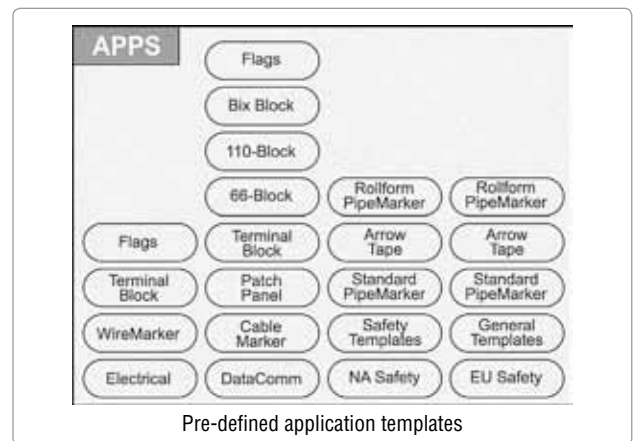 APPS
Flags
Bix Block
110-Block
66-Block
Rollform
PipeMarker
Rollform
PipeMarker
Flags
Terminal
Block
Arrow
Tape
Arrow
Tape
Terminal
Block
Patch
Panel
Standard
PipeMarker
Standard
PipeMarker
WireMarker
Cable
Marker
Safety
Templates
General
Templates
Electrical
DataComm
NA Safety
EU Safety
Pre-defined application templates